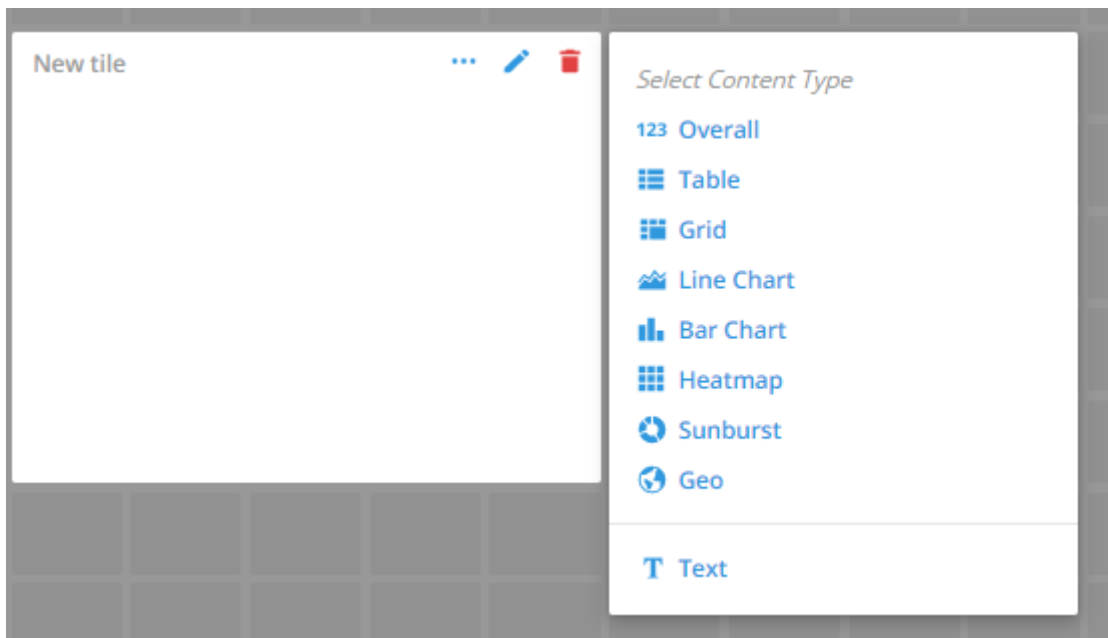 New tile
Select Content Type
123 Overall
Table
Grid
Line Chart
Bar Chart
Heatmap
Sunburst
Geo
T Text